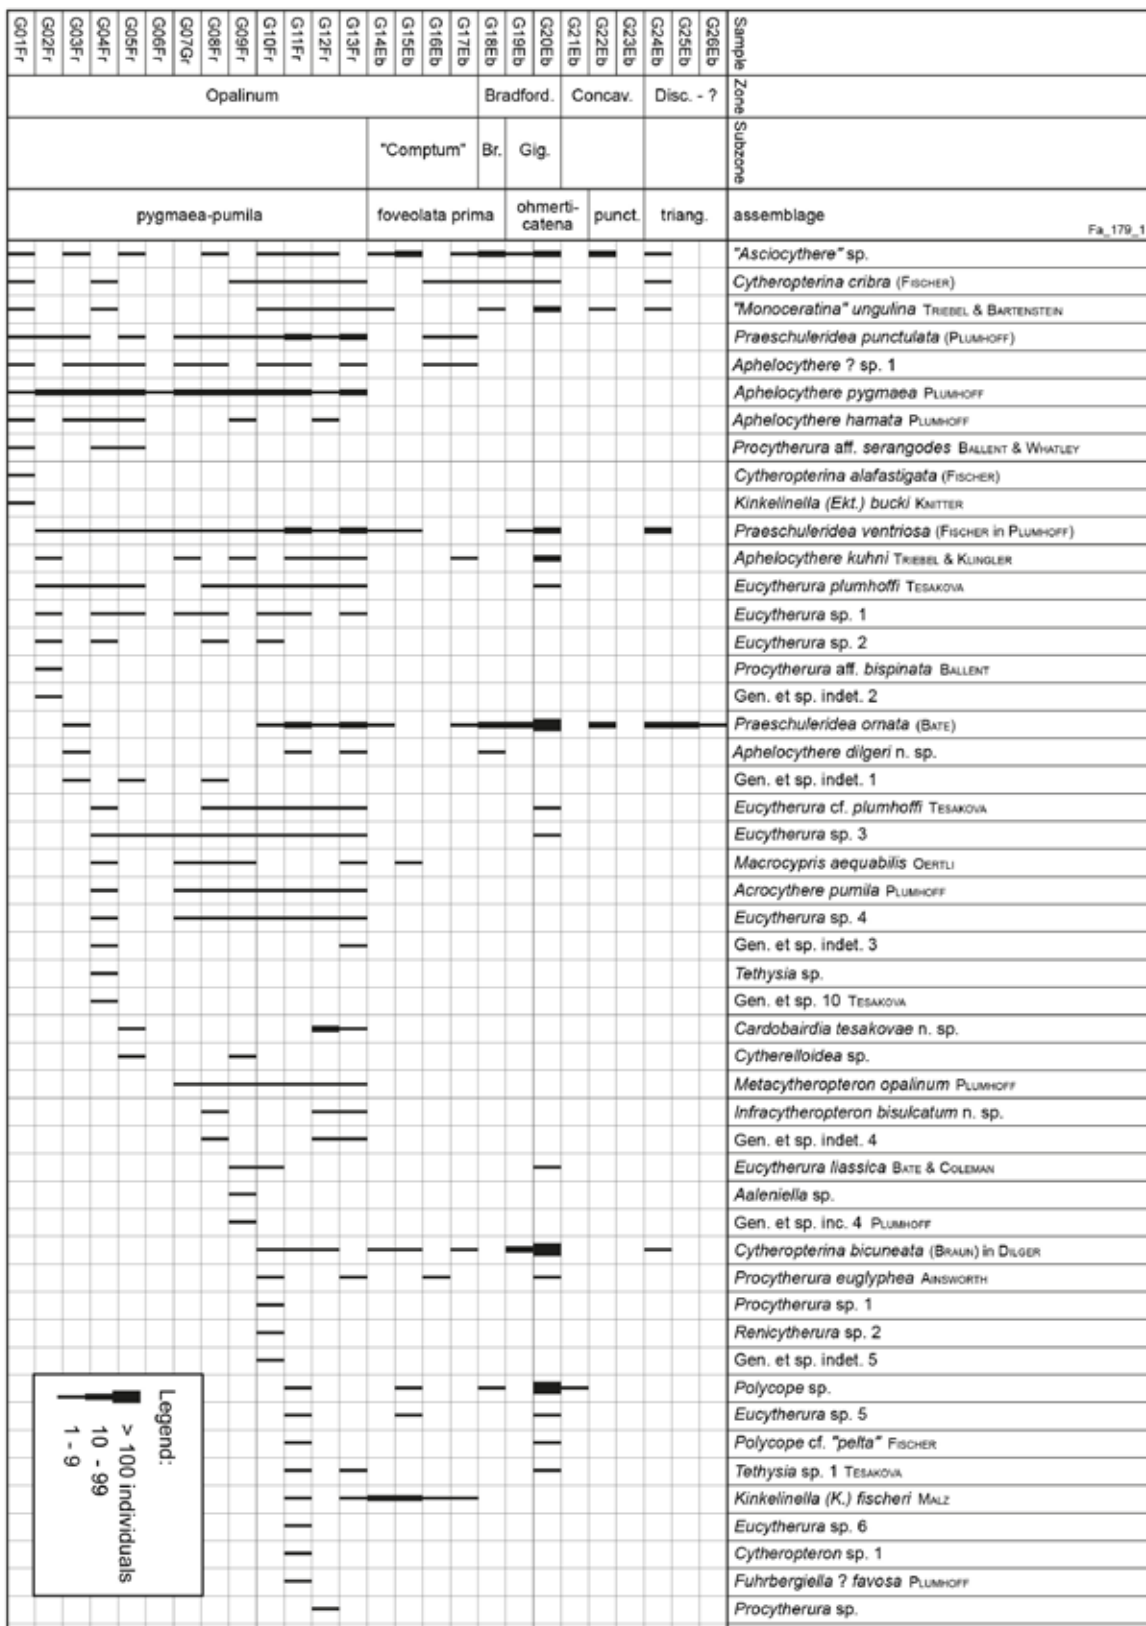 G01Fr
G02Fr
G03Fr
G04Fr
G05Fr
G06Fr
G07Gr
G08Fr
G09Fr
G10Fr
G11Fr
G12Fr
G13Fr
G14Eb
G15Eb
G16Eb
G17Eb
G18Eb
G19Eb
G20Eb
G21Eb
G22Eb
G23Eb
G24Eb
G25Eb
G26Eb
Sample
Opalinum
Bradford.
Concav.
Disc. - ?
Zone
"Comptum"
Br.
Gig.
Subzone
pygmaea-pumila
foveolata prima
ohmerti-
catena
punct.
triang.
assemblage
Fa_179_1
"Asciocythere" sp.
Cytheropterina cribra (FISCHER)
"Monoceratina" ungulina TRIEBEL & BARTENSTEIN
Praeschuleridea punctulata (PLUMHOFF)
Aphelocythere ? sp. 1
Aphelocythere pygmaea PLUMHOFF
Aphelocythere hamata PLUMHOFF
Procytherura aff. serangodes BALLENT & WHATLEY
Cytheropterina alafastigata (FISCHER)
Kinkelinella (Ekt.) bucki KNITTER
Praeschuleridea ventriosa (FISCHER in PLUMHOFF)
Aphelocythere kuhni TRIEBEL & KLINGLER
Eucytherura plumhoffi TESAKOVA
Eucytherura sp. 1
Eucytherura sp. 2
Procytherura aff. bispinata BALLENT
Gen. et sp. indet. 2
Praeschuleridea ornata (BATE)
Aphelocythere dilgeri n. sp.
Gen. et sp. indet. 1
Eucytherura cf. plumhoffi TESAKOVA
Eucytherura sp. 3
Macrocypris aequabilis OERTLI
Acrocythere pumila PLUMHOFF
Eucytherura sp. 4
Gen. et sp. indet. 3
Tethysia sp.
Gen. et sp. 10 TESAKOVA
Cardobairdia tesakovae n. sp.
Cytherelloidea sp.
Metacytheropteron opalinum PLUMHOFF
Infracytheropteron bisulcatum n. sp.
Gen. et sp. indet. 4
Eucytherura liassica BATE & COLEMAN
Aaleniella sp.
Gen. et sp. inc. 4 PLUMHOFF
Cytheropterina bicuneata (BRAUN) in DILGER
Procytherura euglyphea AINSWORTH
Procytherura sp. 1
Renicytherura sp. 2
Gen. et sp. indet. 5
Polycope sp.
Eucytherura sp. 5
Polycope cf. "pelta" FISCHER
Tethysia sp. 1 TESAKOVA
Kinkelinella (K.) fischeri MALZ
Eucytherura sp. 6
Cytheropteron sp. 1
Fuhrbergiella ? favosa PLUMHOFF
Procytherura sp.
Legend:
> 100 individuals
10 - 99
1 - 9